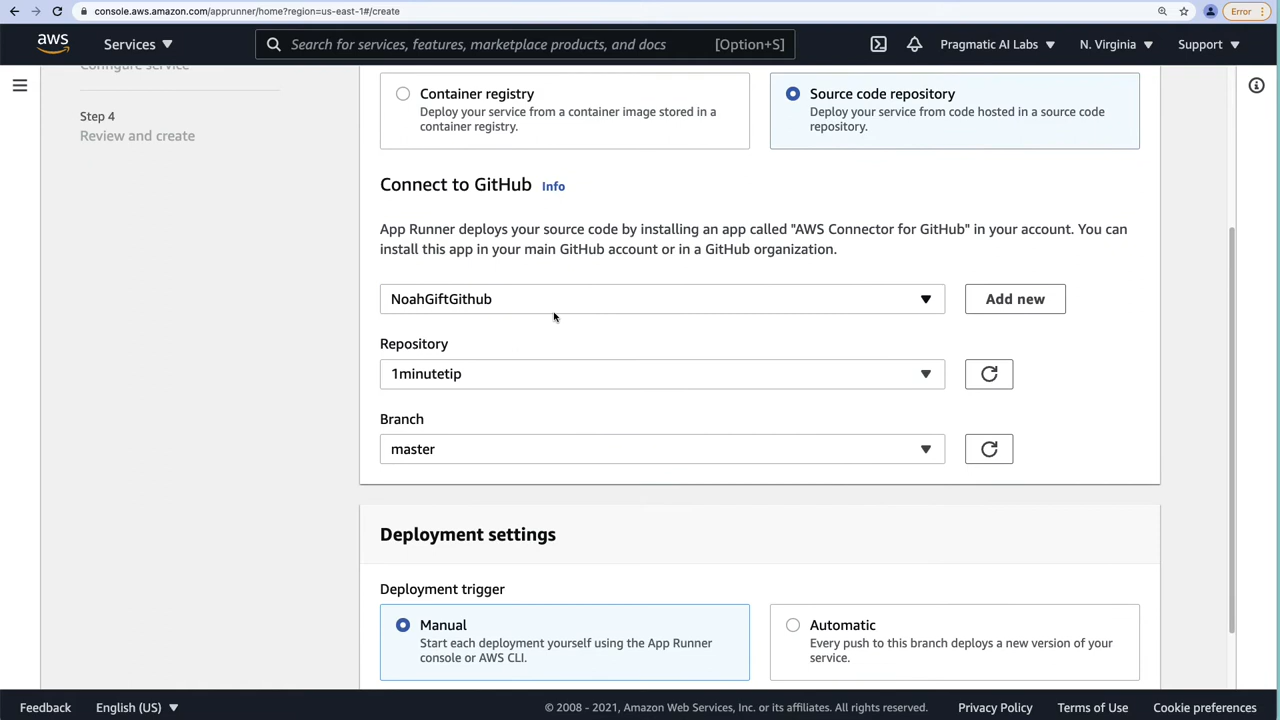 console.aws.amazon.com/apprunner/home?region=us-east-1#/create
Error
aws
Services
Search for services, features, marketplace products, and docs
[Option+S]
Pragmatic AI Labs
N. Virginia
Support
Configure service
Step 4
Review and create
Container registry
Deploy your service from a container image stored in a
container registry.
Source code repository
Deploy your service from code hosted in a source code
repository.
Connect to GitHub Info
App Runner deploys your source code by installing an app called "AWS Connector for GitHub" in your account. You can
install this app in your main GitHub account or in a GitHub organization.
NoahGiftGithub
Add new
Repository
1minutetip
Branch
master
Deployment settings
Deployment trigger
Manual
Start each deployment yourself using the App Runner
console or AWS CLI.
Automatic
Every push to this branch deploys a new version of your
service.
Feedback
English (US)
© 2008 - 2021, Amazon Web Services, Inc. or its affiliates. All rights reserved.
Privacy Policy
Terms of Use
Cookie preferences